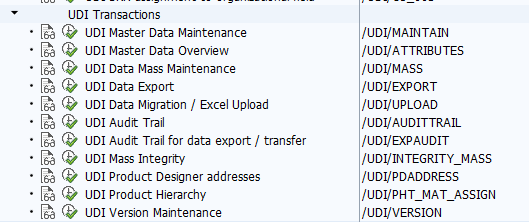 UDI Transactions
UDI Master Data Maintenance /UDI/MAINTAIN
UDI Master Data Overview /UDI/ATTRIBUTES
UDI Data Mass Maintenance /UDI/MASS
UDI Data Export /UDI/EXPORT
UDI Data Migration / Excel Upload /UDI/UPLOAD
UDI Audit Trail /UDI/AUDITTRAIL
UDI Audit Trail for data export / transfer /UDI/EXPAUDIT
UDI Mass Integrity /UDI/INTEGRITY_MASS
UDI Product Designer addresses /UDI/PDADDRESS
UDI Product Hierarchy /UDI/PHT_MAT_ASSIGN
UDI Version Maintenance /UDI/VERSION